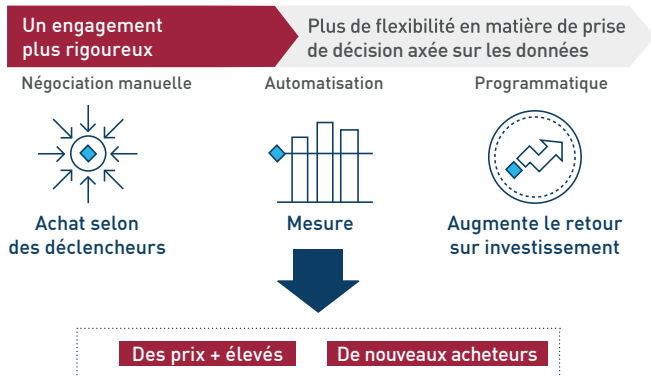 Un engagement
plus rigoureux
Plus de flexibilité en matière de prise
de décision axée sur les données
Négociation manuelle
Automatisation
Programmatique
Achat selon
des déclencheurs
Mesure
Augmente le retour
sur investissement
Des prix + élevés
De nouveaux acheteurs